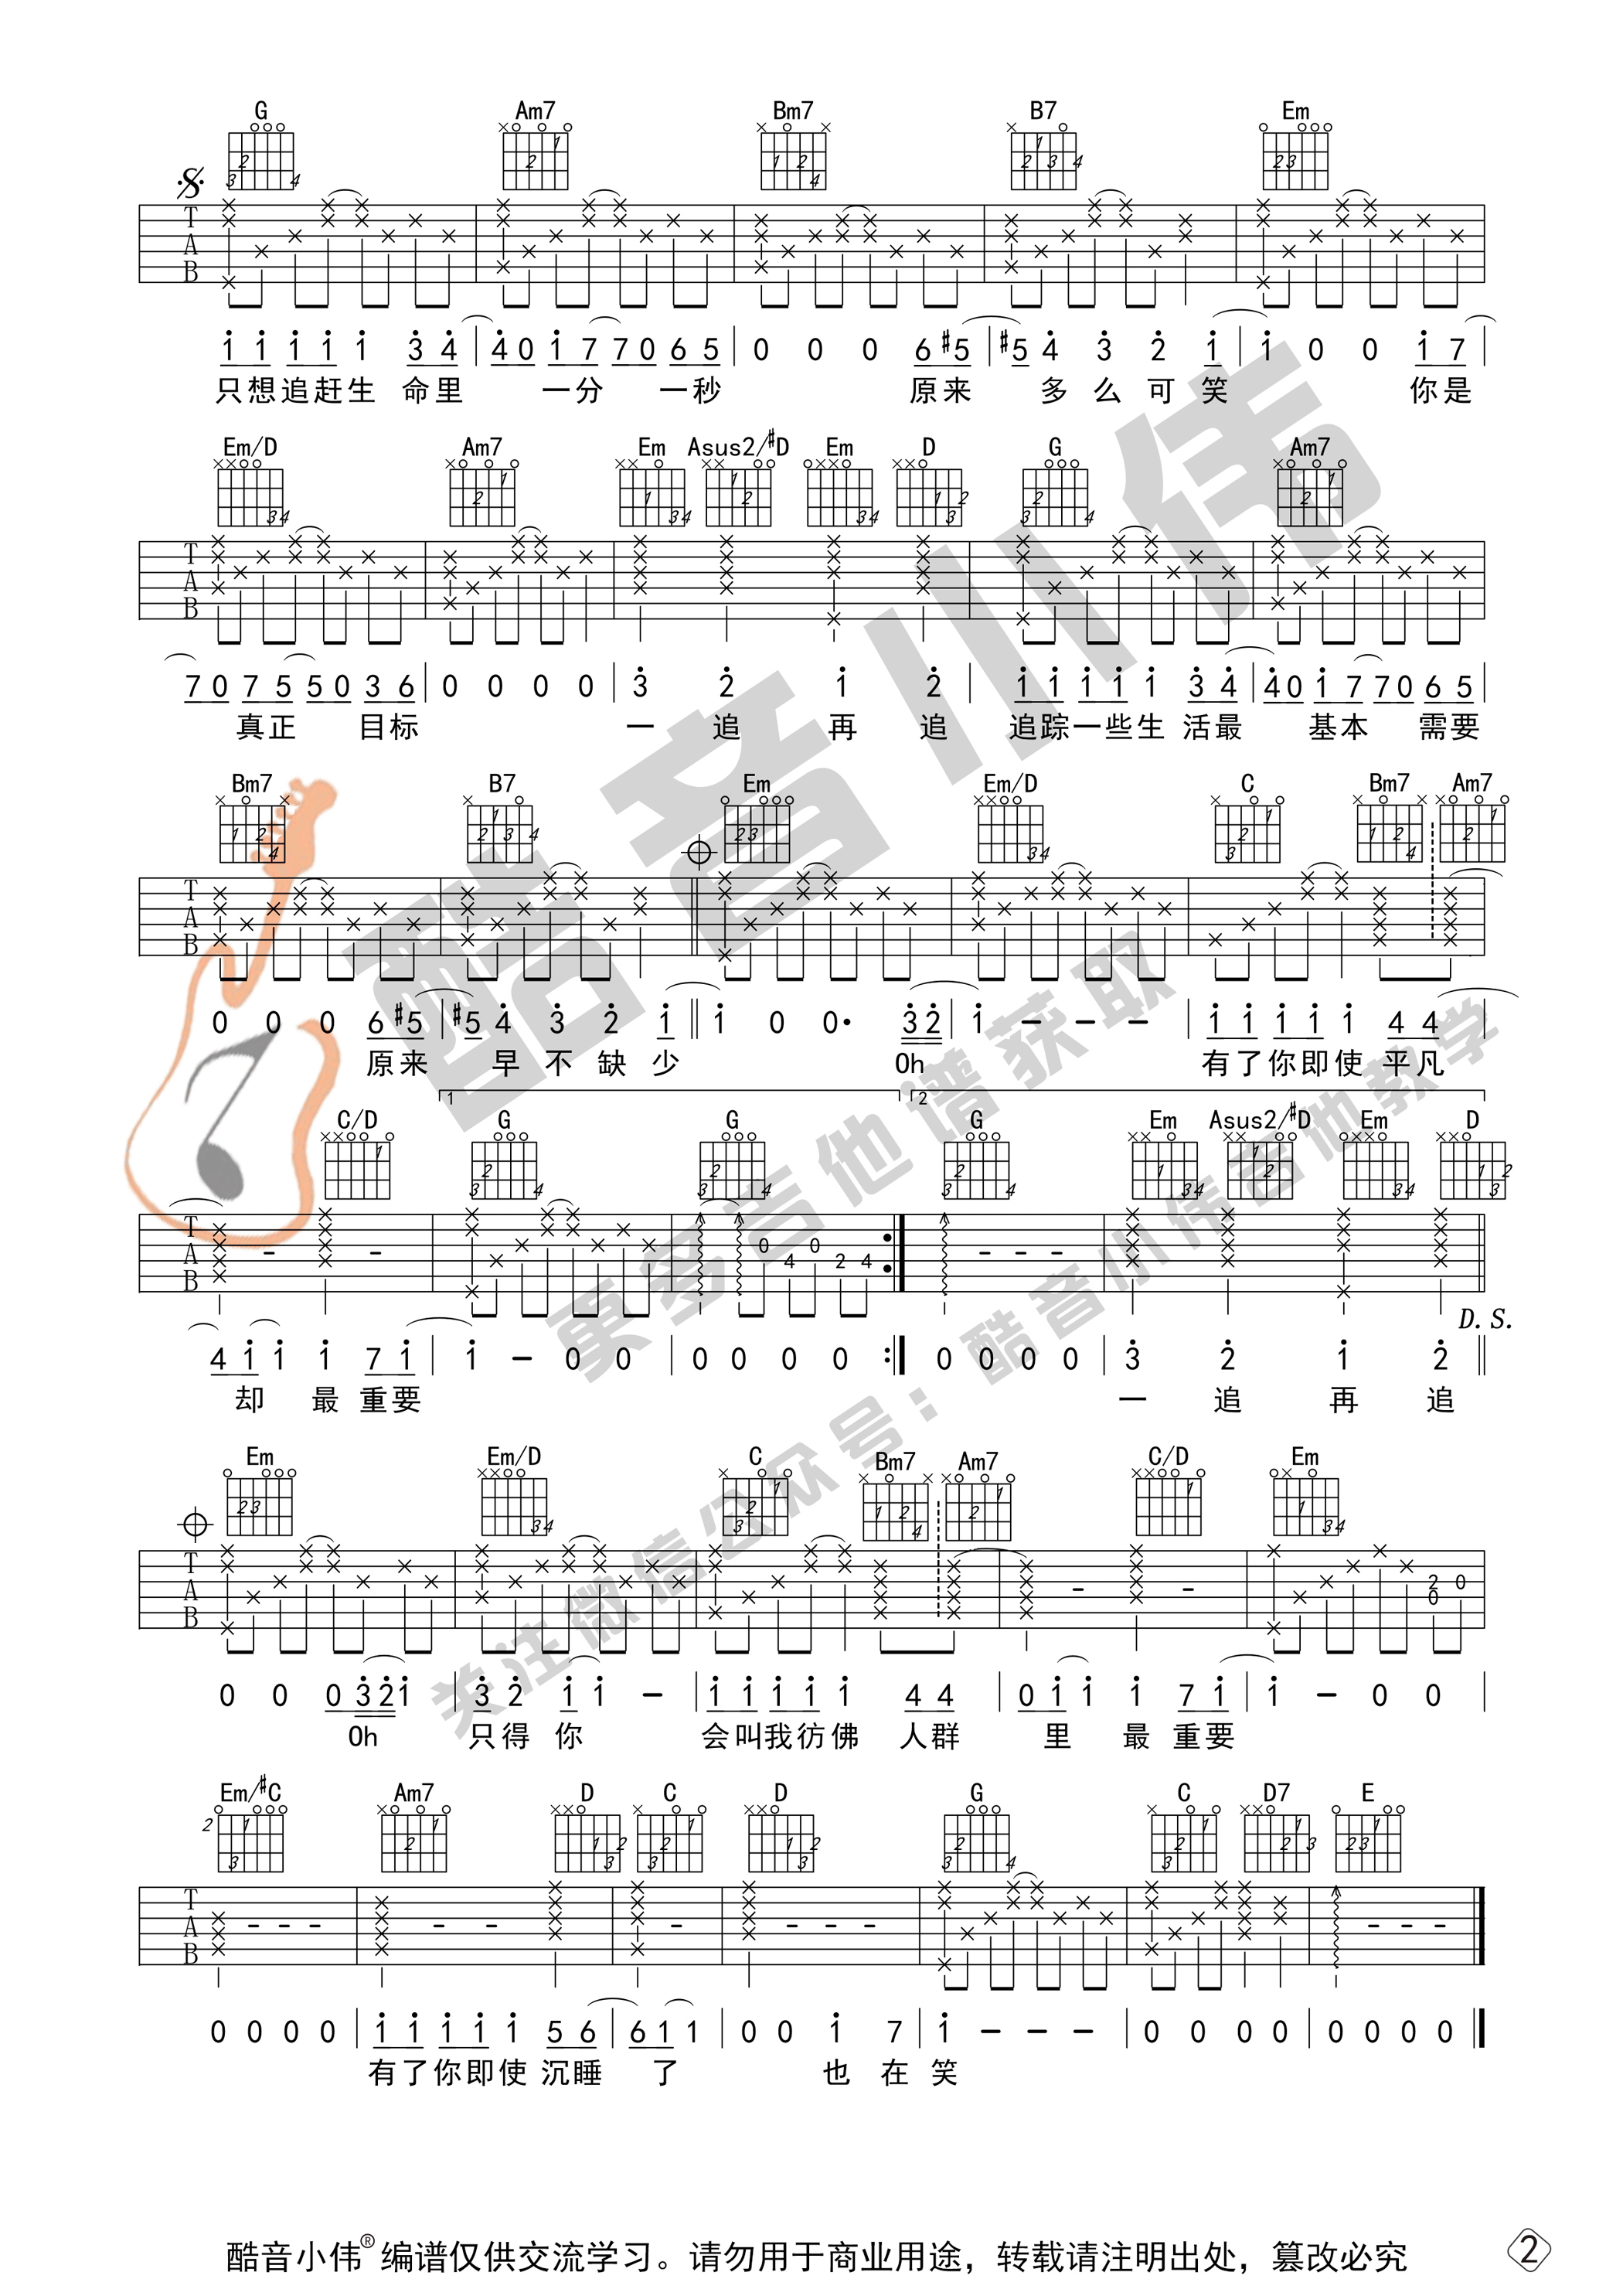 G Am7 Bm7 B7 Em
T
A
B
1 1 1 1 1 3 4 | 4 0 1 7 7 0 6 5 | 0 0 0 6 #5 | #5 4 3 2 1 | 1 0 0 1 7 |
只想追赶生 命里 一分 一秒 原来 多 么 可 笑 你是
Em/D Am7 Em Asus2/#D Em D G Am7
T
A
B
7 0 7 5 5 0 3 6 | 0 0 0 0 | 3 2 1 2 | 1 1 1 1 1 3 4 | 4 0 1 7 7 0 6 5 |
真正 目标 一 追 再 追 追踪一些生 活最 基本 需要
Bm7 B7 Em Em/D C Bm7 Am7
T
A
B
0 0 0 6 #5 | #5 4 3 2 1 || 1 0 0· 3 2 | 1 – – – | 1 1 1 1 1 4 4 |
原来 早 不 缺 少 Oh 有了你即使 平凡
1 2
C/D G G G Em Asus2/#D Em D
T
A
B
0 4 0 2 4
D. S.
4 1 1 1 7 1 | 1 – 0 0 | 0 0 0 0 :| 0 0 0 0 | 3 2 1 2 ||
却 最 重要 一 追 再 追
Em Em/D C Bm7 Am7 C/D Em
T
A
B
2 0
0
0 0 0 3 2 1 | 3 2 1 1 – | 1 1 1 1 1 4 4 | 0 1 1 1 7 1 | 1 – 0 0 |
Oh 只得 你 会叫我彷佛 人群 里 最 重要
Em/#C Am7 D C D G C D7 E
2
T
A
B
0 0 0 0 | 1 1 1 1 1 5 6 | 6 1 1 | 0 0 1 7 | 1 – – – | 0 0 0 0 | 0 0 0 0
有了你即使 沉睡 了 也 在 笑
酷音小伟
更多吉他谱获取
关注微信公众号：酷音小伟吉他教学
酷音小伟® 编谱仅供交流学习。请勿用于商业用途，转载请注明出处，篡改必究
2